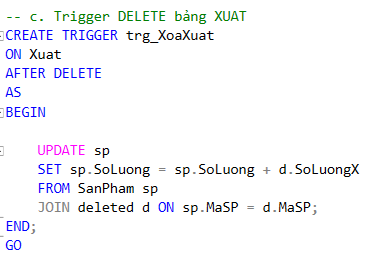 -- c. Trigger DELETE bảng XUAT
CREATE TRIGGER trg_XoaXuat
ON Xuat
AFTER DELETE
AS
BEGIN
UPDATE sp
SET sp.SoLuong = sp.SoLuong + d.SoLuongX
FROM SanPham sp
JOIN deleted d ON sp.MaSP = d.MaSP;
END;
GO